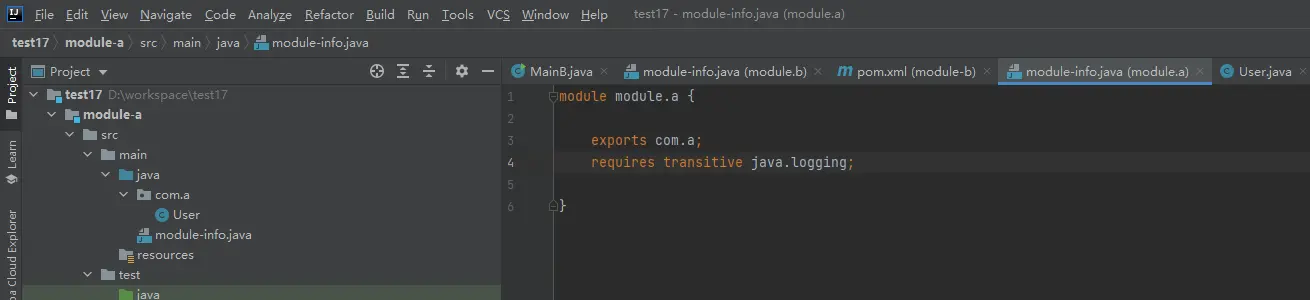 File Edit View Navigate Code Analyze Refactor Build Run Tools VCS Window Help test17 - module-info.java (module.a)
test17 module-a src main java module-info.java
Project
MainB.java module-info.java (module.b) pom.xml (module-b) module-info.java (module.a) User.java
Project
Learn
a Cloud Explorer
test17 D:\workspace\test17
module-a
src
main
java
com.a
User
module-info.java
resources
test
java
1 module module.a {
2
3 exports com.a;
4 requires transitive java.logging;
5
6 }